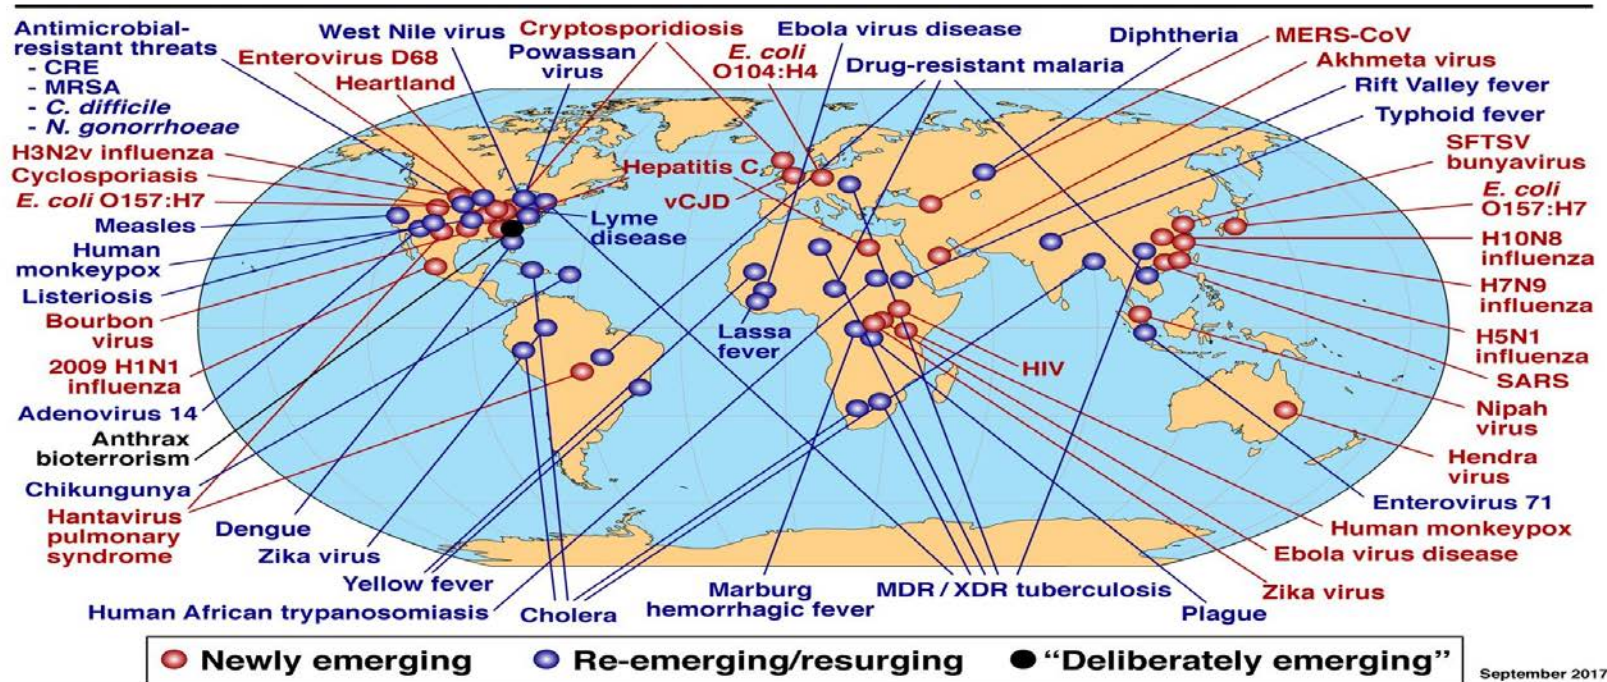 Antimicrobial-
resistant threats
- CRE
- MRSA
- C. difficile
- N. gonorrhoeae
H3N2v influenza
Cyclosporiasis
E. coli O157:H7
Measles
Human
monkeypox
Listeriosis
Bourbon
virus
2009 H1N1
influenza
Adenovirus 14
Anthrax
bioterrorism
Chikungunya
Hantavirus
pulmonary
syndrome
Dengue
Zika virus
Yellow fever
Human African trypanosomiasis
Cholera
Enterovirus D68
Heartland
West Nile virus
Powassan
virus
Cryptosporidiosis
E. coli
O104:H4
Ebola virus disease
Drug-resistant malaria
Hepatitis C
vCJD
Lyme
disease
Lassa
fever
HIV
Marburg
hemorrhagic fever
MDR / XDR tuberculosis
Plague
Diphtheria
MERS-CoV
Akhmeta virus
Rift Valley fever
Typhoid fever
SFTSV
bunyavirus
E. coli
O157:H7
H10N8
influenza
H7N9
influenza
H5N1
influenza
SARS
Nipah
virus
Hendra
virus
Enterovirus 71
Human monkeypox
Ebola virus disease
Zika virus
Newly emerging
Re-emerging/resurging
“Deliberately emerging”
September 2017